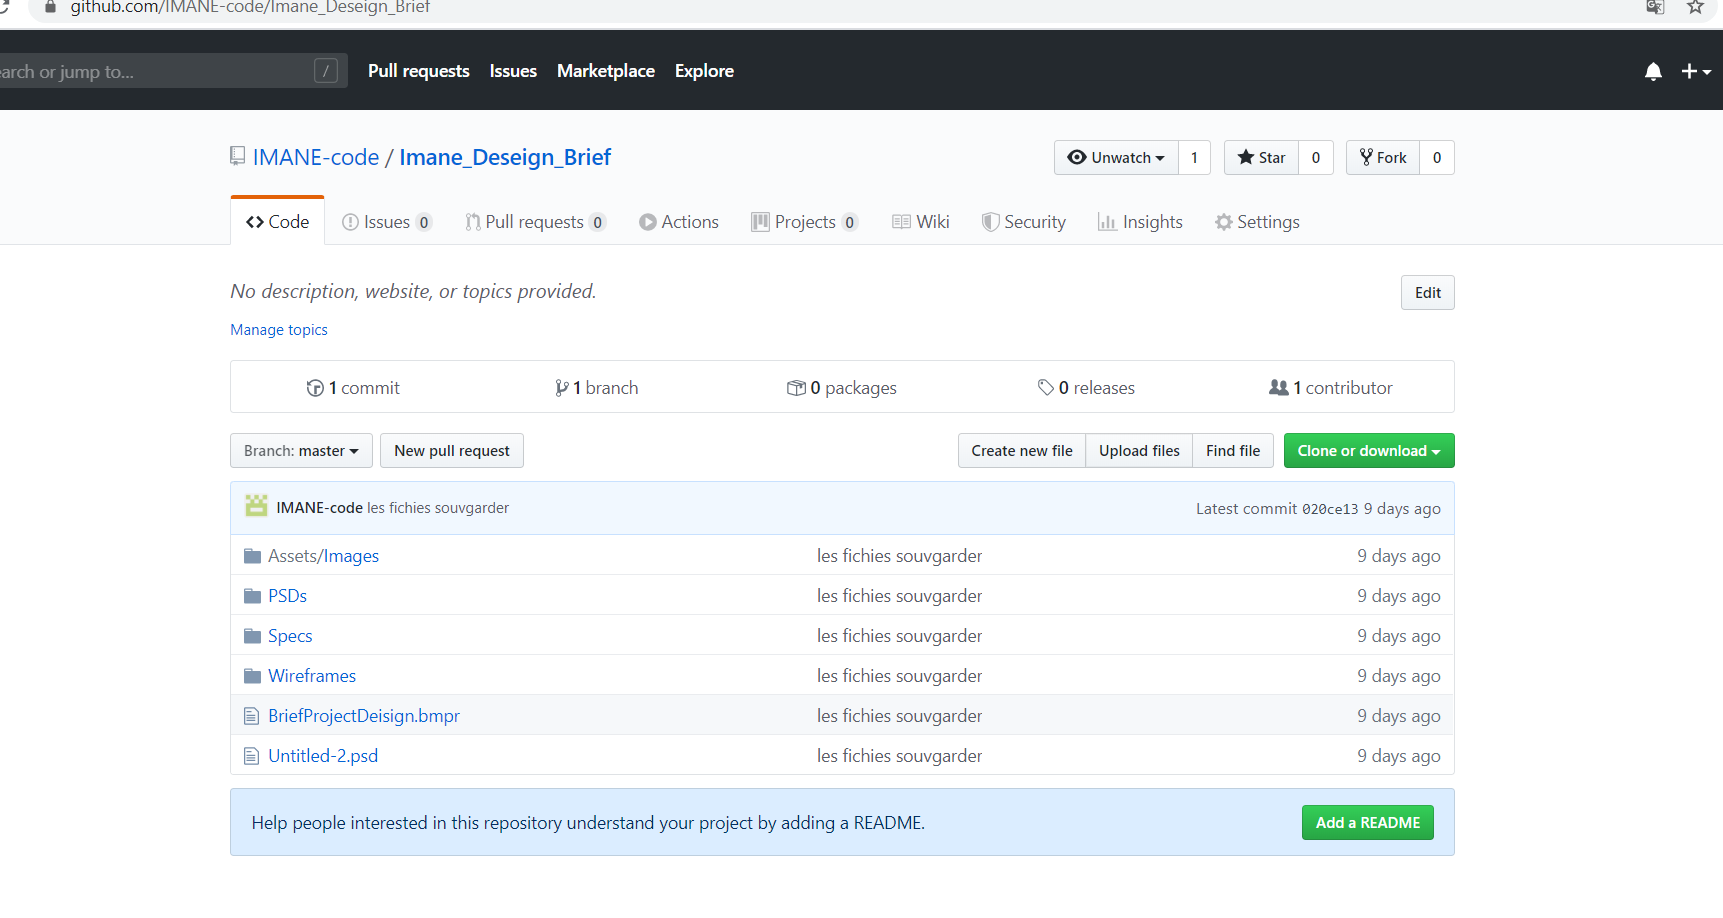 github.com/IMANE-code/Imane_Deseign_Brief
earch or jump to... / Pull requests Issues Marketplace Explore
IMANE-code / Imane_Deseign_Brief Unwatch 1 Star 0 Fork 0
Code Issues 0 Pull requests 0 Actions Projects 0 Wiki Security Insights Settings
No description, website, or topics provided. Edit
Manage topics
1 commit 1 branch 0 packages 0 releases 1 contributor
Branch: master New pull request Create new file Upload files Find file Clone or download
IMANE-code les fichies souvgarder Latest commit 020ce13 9 days ago
Assets/Images les fichies souvgarder 9 days ago
PSDs les fichies souvgarder 9 days ago
Specs les fichies souvgarder 9 days ago
Wireframes les fichies souvgarder 9 days ago
BriefProjectDeisign.bmpr les fichies souvgarder 9 days ago
Untitled-2.psd les fichies souvgarder 9 days ago
Help people interested in this repository understand your project by adding a README. Add a README